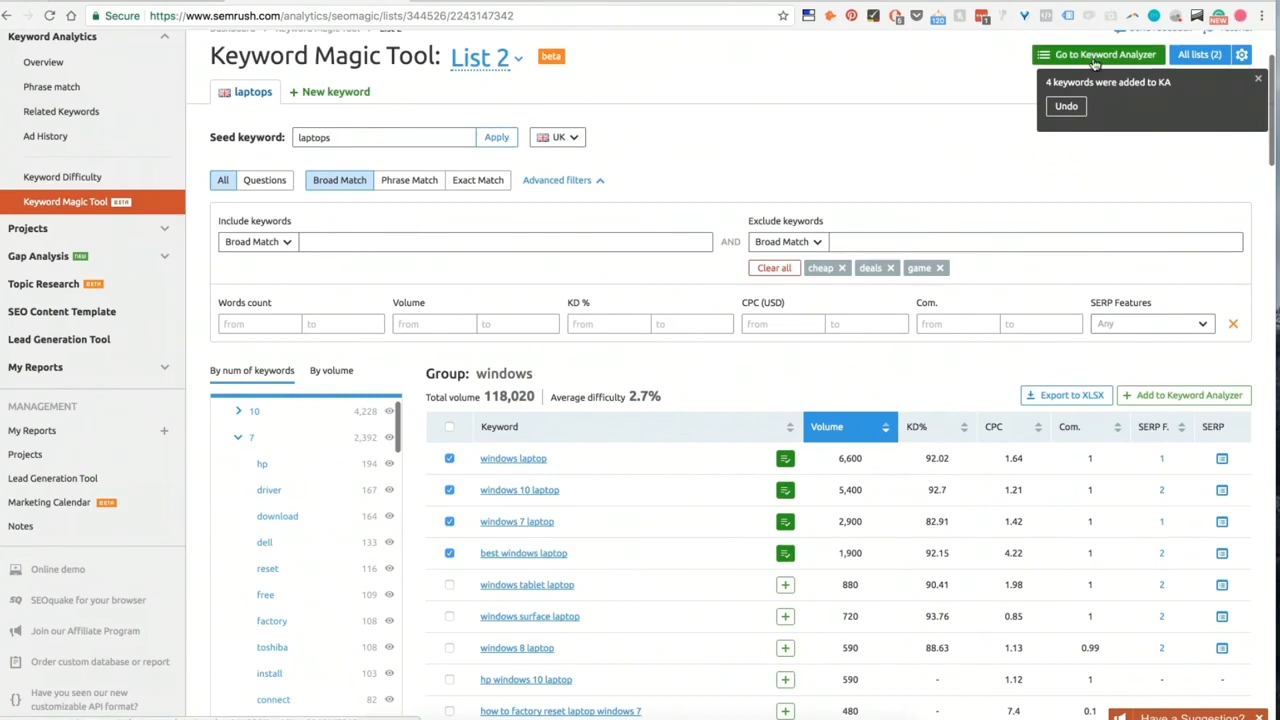 Secure
https://www.semrush.com/analytics/seomagic/lists/344526/2243147342
Keyword Analytics
Overview
Phrase match
Related Keywords
Ad History
Keyword Difficulty
Keyword Magic Tool BETA
Projects
Gap Analysis NEW
Topic Research BETA
SEO Content Template
Lead Generation Tool
My Reports
MANAGEMENT
My Reports
Projects
Lead Generation Tool
Marketing Calendar BETA
Notes
Online demo
SEOquake for your browser
Join our Affiliate Program
Order custom database or report
Have you seen our new
customizable API format?
Keyword Magic Tool: List 2 beta
Go to Keyword Analyzer
All lists (2)
4 keywords were added to KA
Undo
laptops
+ New keyword
Seed keyword: laptops Apply UK
All Questions Broad Match Phrase Match Exact Match Advanced filters
Include keywords
Broad Match
AND
Exclude keywords
Broad Match
Clear all cheap deals game
Words count Volume KD % CPC (USD) Com. SERP Features
from to from to from to from to from to Any
By num of keywords By volume
10 4,228
7 2,392
hp 194
driver 167
download 164
dell 133
reset 116
free 109
factory 108
toshiba 108
install 103
connect 82
Group: windows
Total volume 118,020 Average difficulty 2.7%
Export to XLSX
+ Add to Keyword Analyzer
Keyword Volume KD% CPC Com. SERP F. SERP
windows laptop 6,600 92.02 1.64 1 1
windows 10 laptop 5,400 92.7 1.21 1 2
windows 7 laptop 2,900 82.91 1.42 1 1
best windows laptop 1,900 92.15 4.22 1 2
windows tablet laptop 880 90.41 1.98 1 2
windows surface laptop 720 93.76 0.85 1 2
windows 8 laptop 590 88.63 1.13 0.99 2
hp windows 10 laptop 590 - 1.12 1 - -
how to factory reset laptop windows 7 480 - 7.4 0.1 - -
Have a Suggestion?